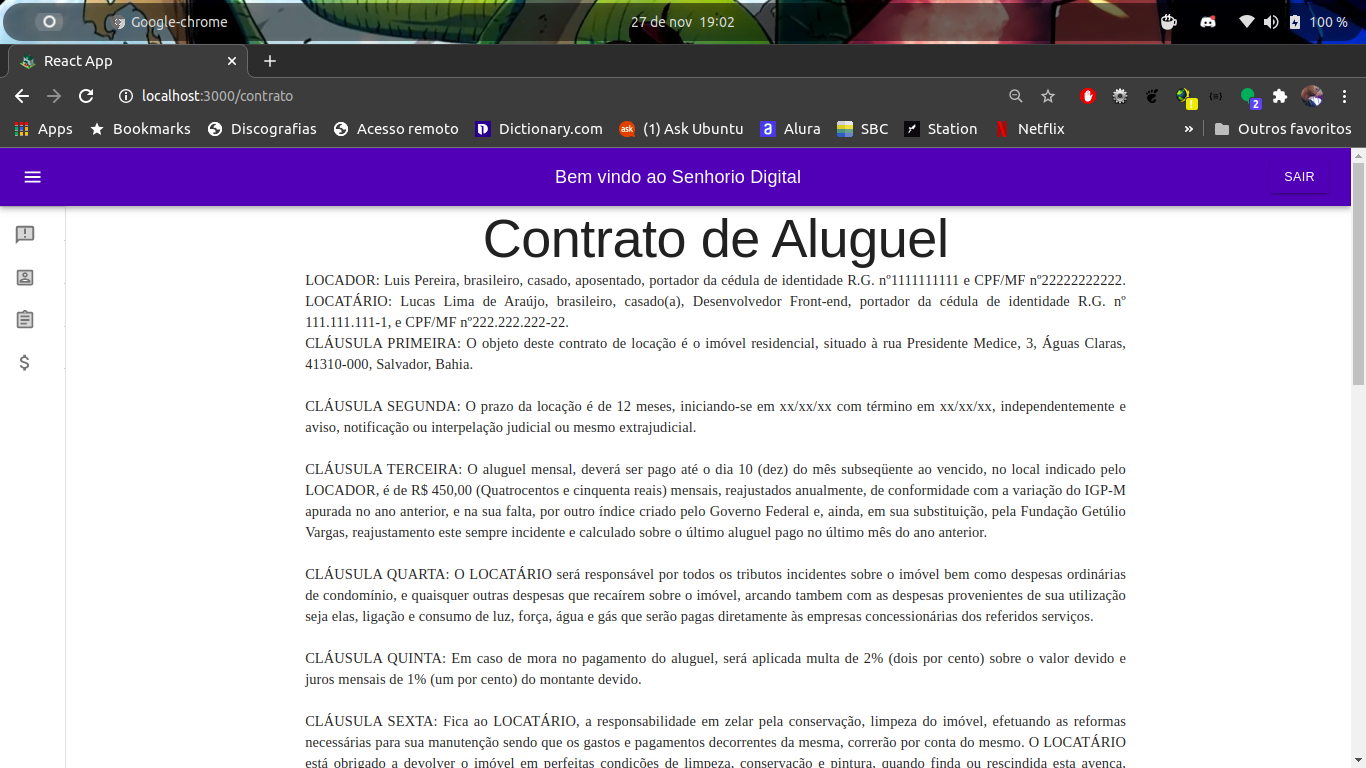 Google-chrome
27 de nov 19:02
100 %
React App
localhost:3000/contrato
Apps
Bookmarks
Discografias
Acesso remoto
Dictionary.com
ask
(1) Ask Ubuntu
Alura
SBC
Station
Netflix
»
Outros favoritos
Bem vindo ao Senhorio Digital
SAIR
Contrato de Aluguel
LOCADOR: Luis Pereira, brasileiro, casado, aposentado, portador da cédula de identidade R.G. nº1111111111 e CPF/MF nº22222222222.
LOCATÁRIO: Lucas Lima de Araújo, brasileiro, casado(a), Desenvolvedor Front-end, portador da cédula de identidade R.G. nº
111.111.111-1, e CPF/MF nº222.222.222-22.
CLÁUSULA PRIMEIRA: O objeto deste contrato de locação é o imóvel residencial, situado à rua Presidente Medice, 3, Águas Claras,
41310-000, Salvador, Bahia.
CLÁUSULA SEGUNDA: O prazo da locação é de 12 meses, iniciando-se em xx/xx/xx com término em xx/xx/xx, independentemente e
aviso, notificação ou interpelação judicial ou mesmo extrajudicial.
CLÁUSULA TERCEIRA: O aluguel mensal, deverá ser pago até o dia 10 (dez) do mês subseqüente ao vencido, no local indicado pelo
LOCADOR, é de R$ 450,00 (Quatrocentos e cinquenta reais) mensais, reajustados anualmente, de conformidade com a variação do IGP-M
apurada no ano anterior, e na sua falta, por outro índice criado pelo Governo Federal e, ainda, em sua substituição, pela Fundação Getúlio
Vargas, reajustamento este sempre incidente e calculado sobre o último aluguel pago no último mês do ano anterior.
CLÁUSULA QUARTA: O LOCATÁRIO será responsável por todos os tributos incidentes sobre o imóvel bem como despesas ordinárias
de condomínio, e quaisquer outras despesas que recaírem sobre o imóvel, arcando tambem com as despesas provenientes de sua utilização
seja elas, ligação e consumo de luz, força, água e gás que serão pagas diretamente às empresas concessionárias dos referidos serviços.
CLÁUSULA QUINTA: Em caso de mora no pagamento do aluguel, será aplicada multa de 2% (dois por cento) sobre o valor devido e
juros mensais de 1% (um por cento) do montante devido.
CLÁUSULA SEXTA: Fica ao LOCATÁRIO, a responsabilidade em zelar pela conservação, limpeza do imóvel, efetuando as reformas
necessárias para sua manutenção sendo que os gastos e pagamentos decorrentes da mesma, correrão por conta do mesmo. O LOCATÁRIO
está obrigado a devolver o imóvel em perfeitas condições de limpeza, conservação e pintura, quando finda ou rescindida esta avença,